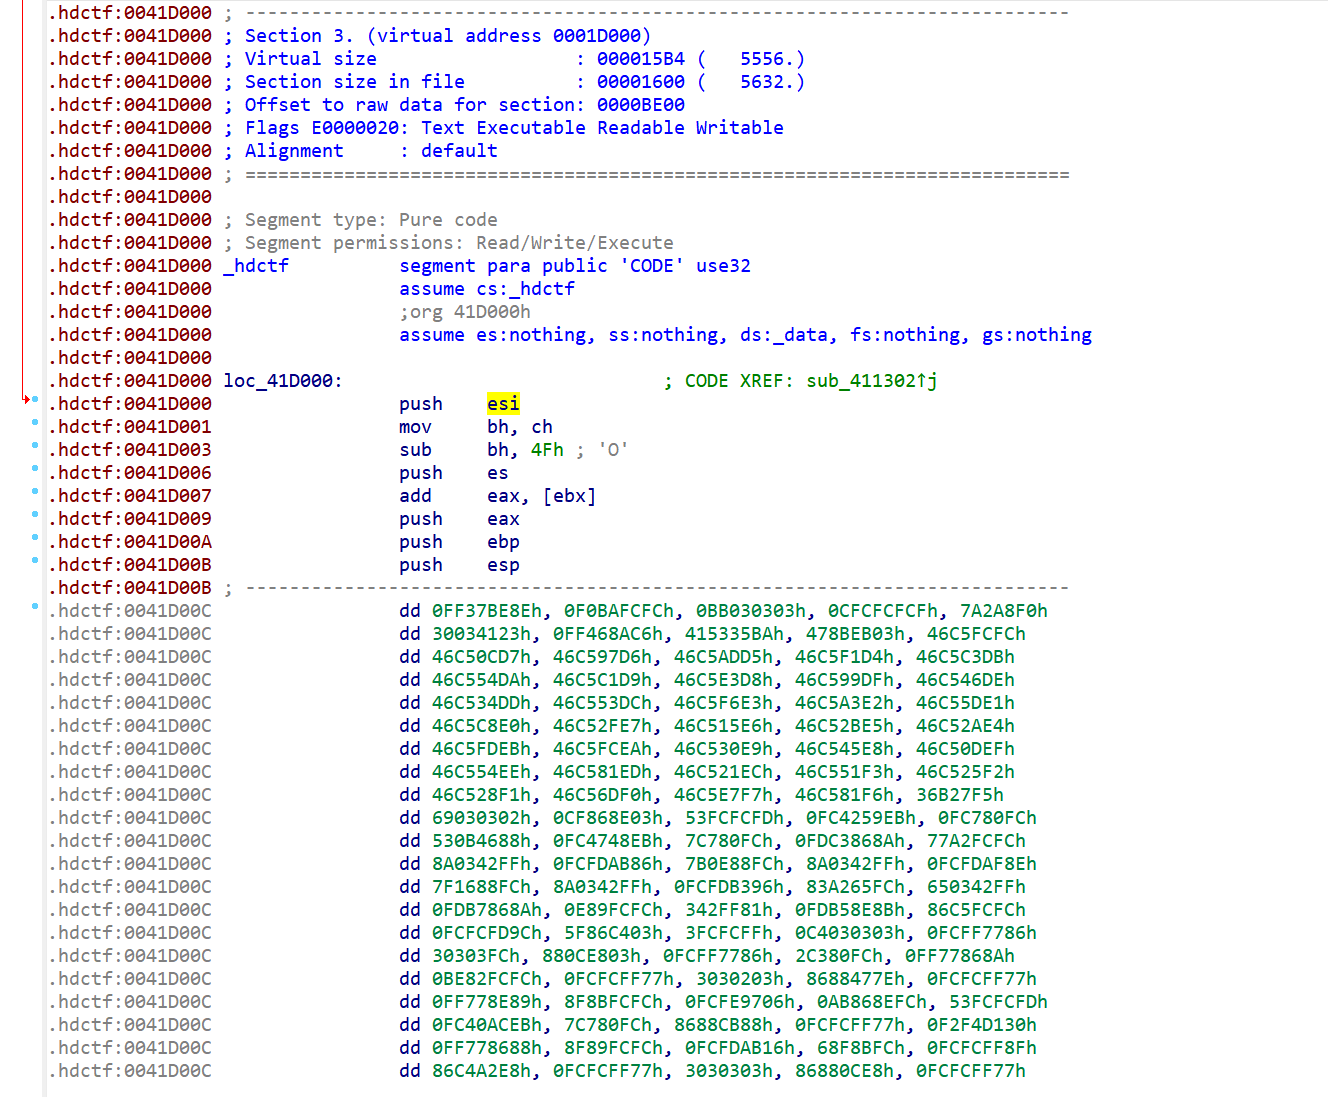 .hdctf:0041D000 ; ---------------------------------------------------------------------------
.hdctf:0041D000 ; Section 3. (virtual address 0001D000)
.hdctf:0041D000 ; Virtual size                  : 000015B4 (   5556.)
.hdctf:0041D000 ; Section size in file          : 00001600 (   5632.)
.hdctf:0041D000 ; Offset to raw data for section: 0000BE00
.hdctf:0041D000 ; Flags E0000020: Text Executable Readable Writable
.hdctf:0041D000 ; Alignment     : default
.hdctf:0041D000 ; ===========================================================================
.hdctf:0041D000
.hdctf:0041D000 ; Segment type: Pure code
.hdctf:0041D000 ; Segment permissions: Read/Write/Execute
.hdctf:0041D000 _hdctf          segment para public 'CODE' use32
.hdctf:0041D000                 assume cs:_hdctf
.hdctf:0041D000                 ;org 41D000h
.hdctf:0041D000                 assume es:nothing, ss:nothing, ds:_data, fs:nothing, gs:nothing
.hdctf:0041D000
.hdctf:0041D000 loc_41D000:                             ; CODE XREF: sub_411302↑j
.hdctf:0041D000                 push    esi
.hdctf:0041D001                 mov     bh, ch
.hdctf:0041D003                 sub     bh, 4Fh ; 'O'
.hdctf:0041D006                 push    es
.hdctf:0041D007                 add     eax, [ebx]
.hdctf:0041D009                 push    eax
.hdctf:0041D00A                 push    ebp
.hdctf:0041D00B                 push    esp
.hdctf:0041D00B ; ---------------------------------------------------------------------------
.hdctf:0041D00C                 dd 0FF37BE8Eh, 0F0BAFCFCh, 0BB030303h, 0CFCFCFCFh, 7A2A8F0h
.hdctf:0041D00C                 dd 30034123h, 0FF468AC6h, 415335BAh, 478BEB03h, 46C5FCFCh
.hdctf:0041D00C                 dd 46C50CD7h, 46C597D6h, 46C5ADD5h, 46C5F1D4h, 46C5C3DBh
.hdctf:0041D00C                 dd 46C554DAh, 46C5C1D9h, 46C5E3D8h, 46C599DFh, 46C546DEh
.hdctf:0041D00C                 dd 46C534DDh, 46C553DCh, 46C5F6E3h, 46C5A3E2h, 46C55DE1h
.hdctf:0041D00C                 dd 46C5C8E0h, 46C52FE7h, 46C515E6h, 46C52BE5h, 46C52AE4h
.hdctf:0041D00C                 dd 46C5FDEBh, 46C5FCEAh, 46C530E9h, 46C545E8h, 46C50DEFh
.hdctf:0041D00C                 dd 46C554EEh, 46C581EDh, 46C521ECh, 46C551F3h, 46C525F2h
.hdctf:0041D00C                 dd 46C528F1h, 46C56DF0h, 46C5E7F7h, 46C581F6h, 36B27F5h
.hdctf:0041D00C                 dd 69030302h, 0CF868E03h, 53FCFCFDh, 0FC4259EBh, 0FC780FCh
.hdctf:0041D00C                 dd 530B4688h, 0FC4748EBh, 7C780FCh, 0FDC3868Ah, 77A2FCFCh
.hdctf:0041D00C                 dd 8A0342FFh, 0FCFDAB86h, 7B0E88FCh, 8A0342FFh, 0FCFDAF8Eh
.hdctf:0041D00C                 dd 7F1688FCh, 8A0342FFh, 0FCFDB396h, 83A265FCh, 650342FFh
.hdctf:0041D00C                 dd 0FDB7868Ah, 0E89FCFCh, 342FF81h, 0FDB58E8Bh, 86C5FCFCh
.hdctf:0041D00C                 dd 0FCFCFD9Ch, 5F86C403h, 3FCFCFFh, 0C4030303h, 0FCFF7786h
.hdctf:0041D00C                 dd 30303FCh, 880CE803h, 0FCFF7786h, 2C380FCh, 0FF77868Ah
.hdctf:0041D00C                 dd 0BE82FCFCh, 0FCFCFF77h, 3030203h, 8688477Eh, 0FCFCFF77h
.hdctf:0041D00C                 dd 0FF778E89h, 8F8BFCFCh, 0FCFE9706h, 0AB868EFCh, 53FCFCFDh
.hdctf:0041D00C                 dd 0FC40ACEBh, 7C780FCh, 8688CB88h, 0FCFCFF77h, 0F2F4D130h
.hdctf:0041D00C                 dd 0FF778688h, 8F89FCFCh, 0FCFDAB16h, 68F8BFCh, 0FCFCFF8Fh
.hdctf:0041D00C                 dd 86C4A2E8h, 0FCFCFF77h, 3030303h, 86880CE8h, 0FCFCFF77h